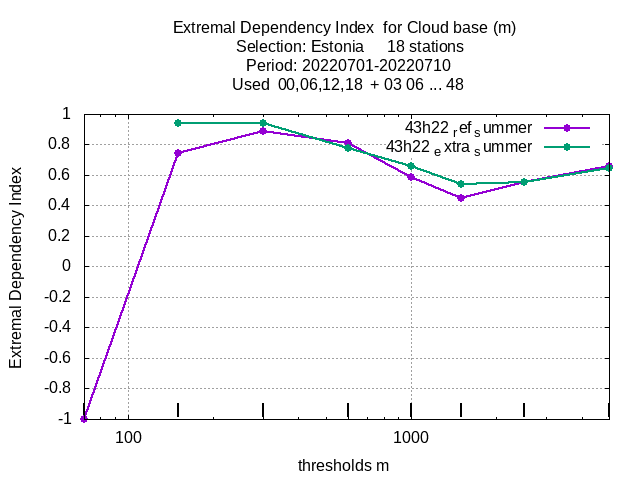 Extremal Dependency Index  for Cloud base (m)
Selection: Estonia     18 stations
Period: 20220701-20220710
Used  00,06,12,18  + 03 06 ... 48
43h22 ref summer
43h22 extra summer
Extremal Dependency Index
1
0.8
0.6
0.4
0.2
0
-0.2
-0.4
-0.6
-0.8
-1
100 1000
thresholds m